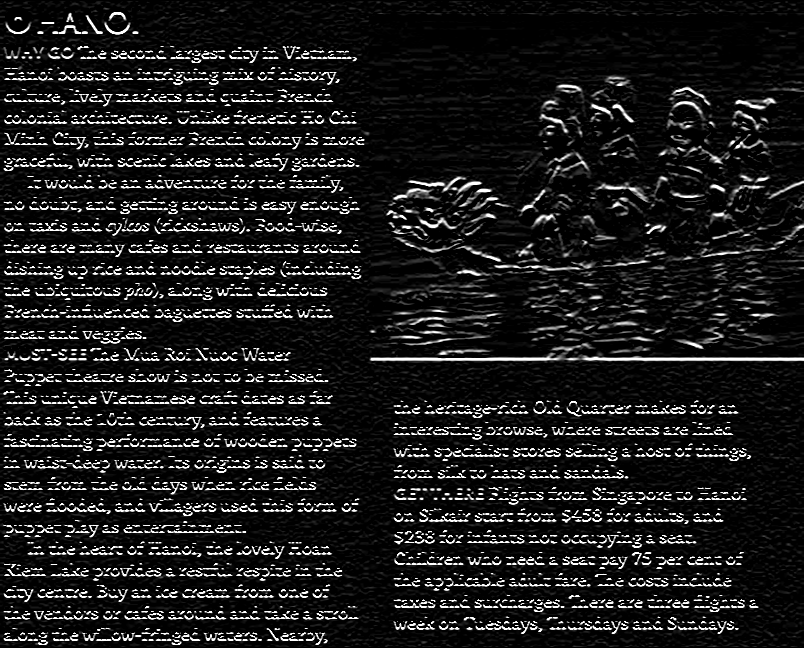 O HANOI
WHY GO The second largest city in Vietnam,
Hanoi boasts an intriguing mix of history,
culture, lively markets and quaint French
colonial architecture. Unlike frenetic Ho Chi
Minh City, this former French colony is more
graceful, with scenic lakes and leafy gardens.
It would be an adventure for the family,
no doubt, and getting around is easy enough
on taxis and cylcos (rickshaws). Food-wise,
there are many cafes and restaurants around
dishing up rice and noodle staples (including
the ubiquitous pho), along with delicious
French-influenced baguettes stuffed with
meat and veggies.
MUST-SEE The Mua Roi Nuoc Water
Puppet theatre show is not to be missed.
This unique Vietnamese craft dates as far
back as the 10th century, and features a
fascinating performance of wooden puppets
in waist-deep water. Its origins is said to
stem from the old days when rice fields
were flooded, and villagers used this form of
puppet play as entertainment.
In the heart of Hanoi, the lovely Hoan
Kiem Lake provides a restful respite in the
city centre. Buy an ice cream from one of
the vendors or cafes around and take a stroll
along the willow-fringed waters. Nearby,
the heritage-rich Old Quarter makes for an
interesting browse, where streets are lined
with specialist stores selling a host of things,
from silk to hats and sandals.
GET THERE Flights from Singapore to Hanoi
on Silkair start from $458 for adults, and
$238 for infants not occupying a seat.
Children who need a seat pay 75 per cent of
the applicable adult fare. The costs include
taxes and surcharges. There are three flights a
week on Tuesdays, Thursdays and Sundays.